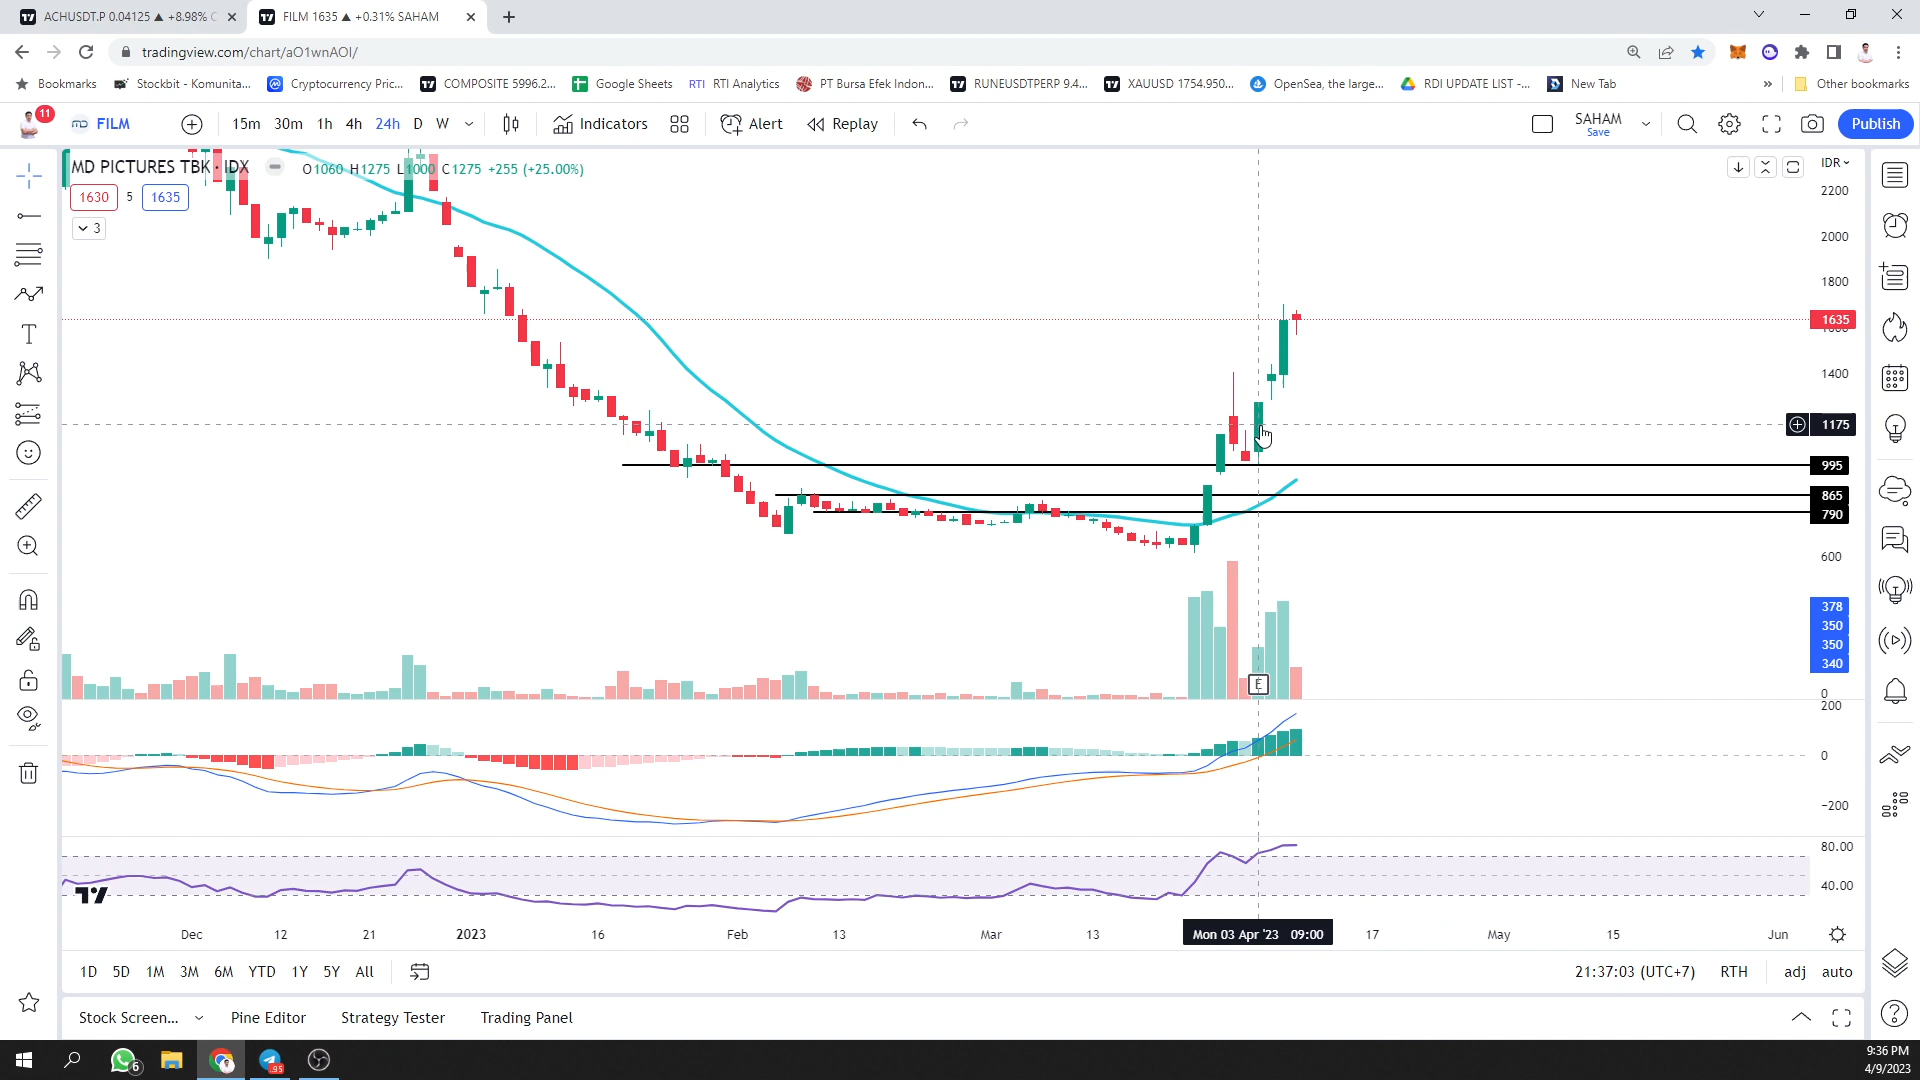 ACHUSDT.P 0.04125 ▲ +8.98% C
FILM 1635 ▲ +0.31% SAHAM
tradingview.com/chart/aO1wnAOI/
Bookmarks
Stockbit - Komunita...
Cryptocurrency Pric...
COMPOSITE 5996.2...
Google Sheets
RTI RTI Analytics
PT Bursa Efek Indon...
RUNEUSDTPERP 9.4...
XAUUSD 1754.950...
OpenSea, the large...
RDI UPDATE LIST -...
New Tab
»
Other bookmarks
11
FILM
15m 30m 1h 4h 24h D W
Indicators
Alert
Replay
SAHAM
Save
Publish
MD PICTURES TBK · IDX
O1060 H1275 L1000 C1275 +255 (+25.00%)
IDR
1630 5 1635
3
2200
2000
1800
1635
1400
1175
995
865
790
600
378
350
350
340
0
E
200
0
−200
80.00
40.00
Dec 12 21 2023 16 Feb 13 Mar 13 Mon 03 Apr '23 09:00 17 May 15 Jun
1D 5D 1M 3M 6M YTD 1Y 5Y All
21:37:03 (UTC+7) RTH adj auto
Stock Screen... Pine Editor Strategy Tester Trading Panel
6
95
9:36 PM
4/9/2023